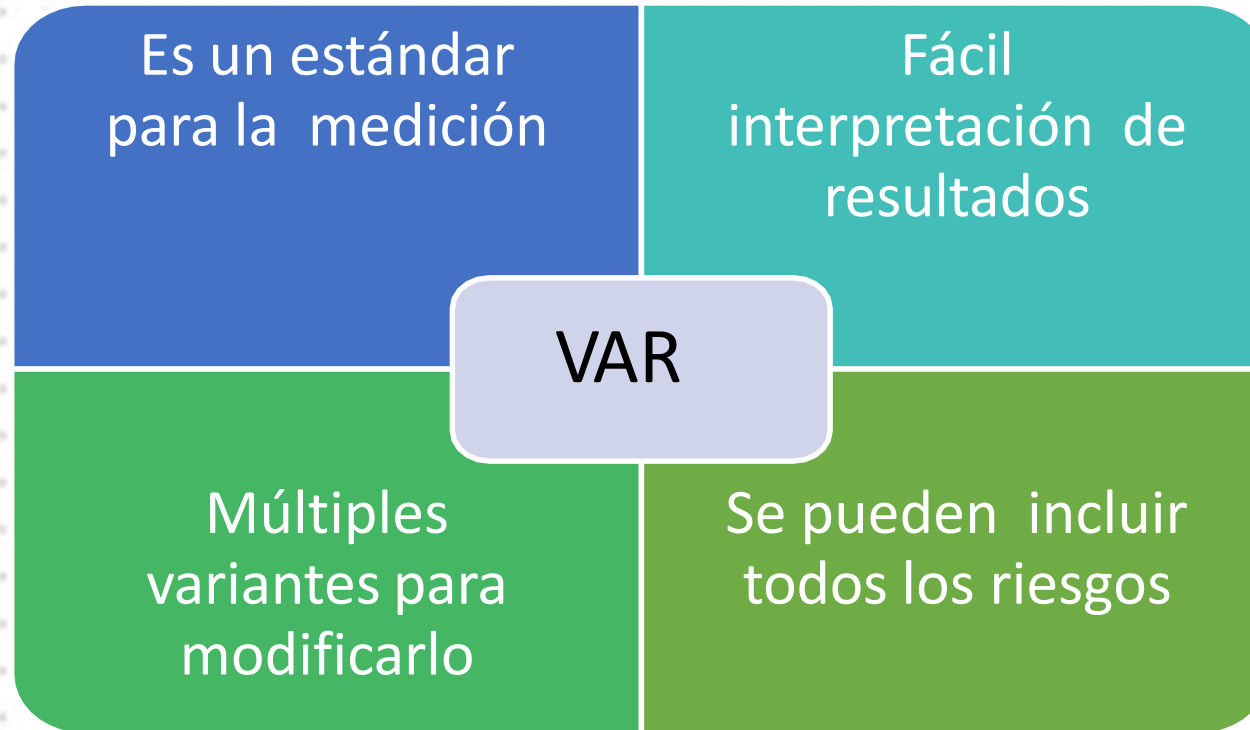 Es un estándar
para la  medición
Fácil
interpretación  de
resultados
VAR
Múltiples
variantes para
modificarlo
Se pueden  incluir
todos los riesgos